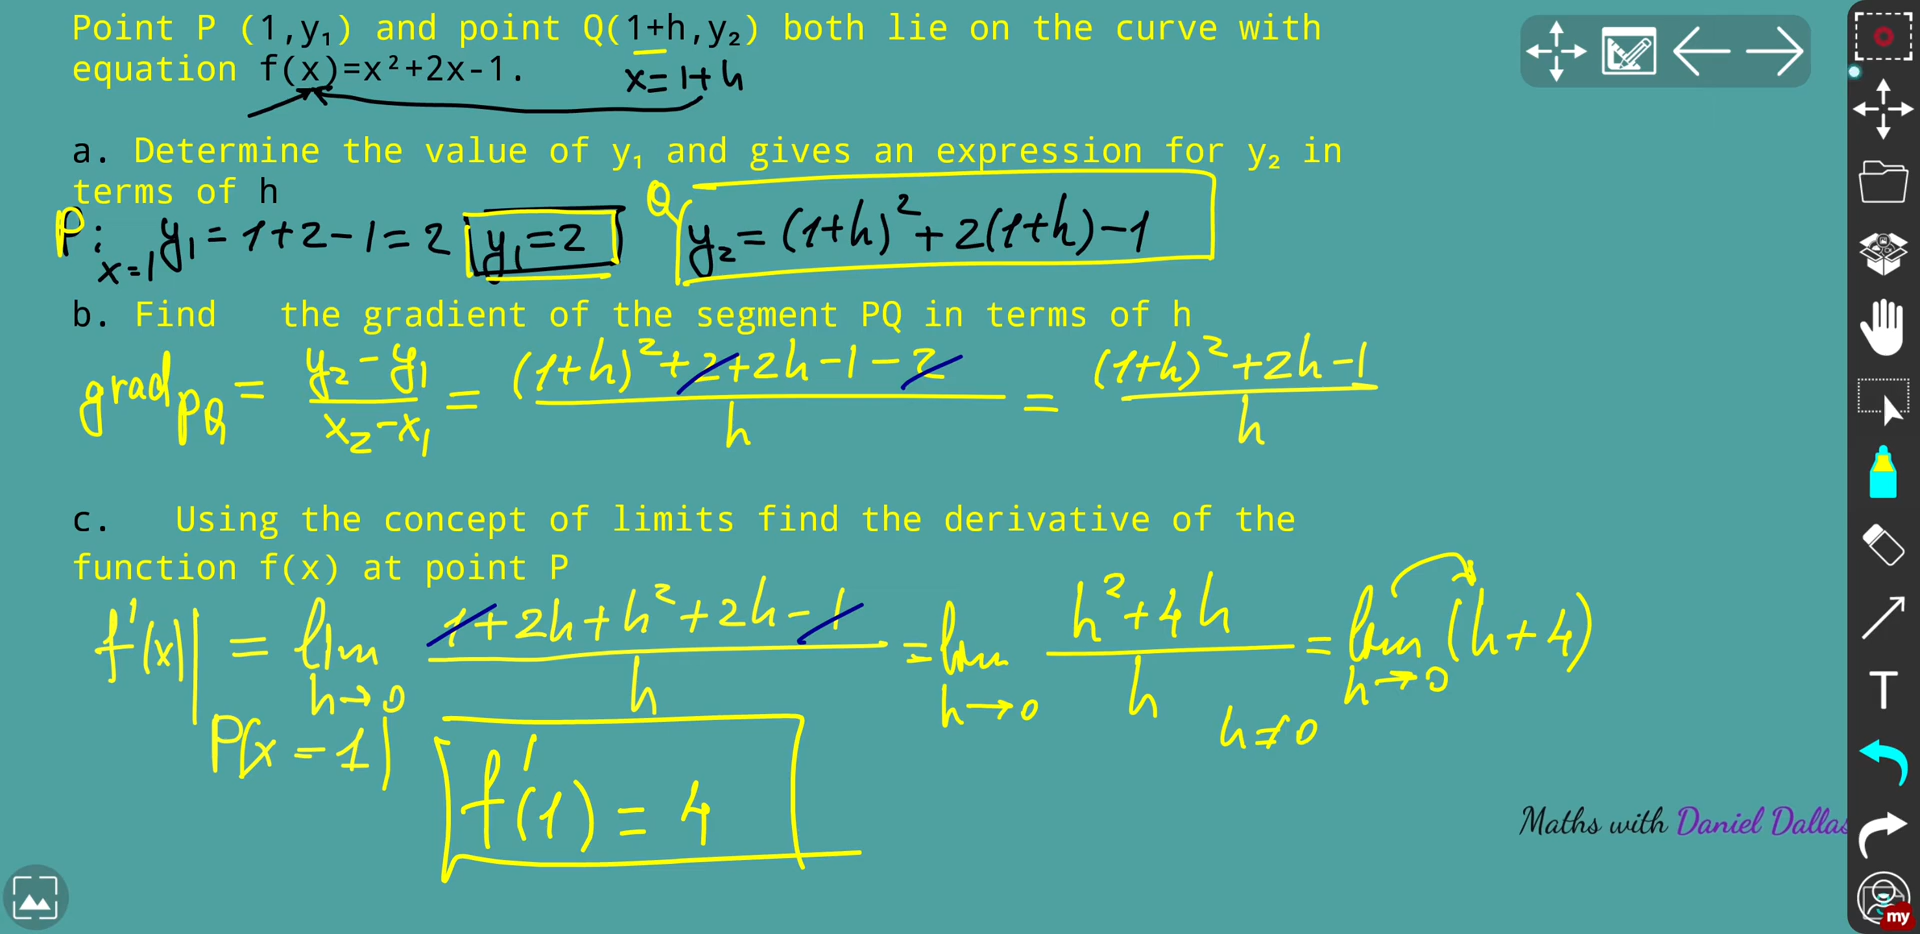 Point P (1,y₁) and point Q(1+h,y₂) both lie on the curve with
equation f(x)=x²+2x-1.
x=1+h
a. Determine the value of y₁ and gives an expression for y₂ in
terms of h
P: x=1 y₁=1+2-1=2 y₁=2
Q y₂=(1+h)²+2(1+h)-1
b. Find the gradient of the segment PQ in terms of h
grad PQ = (y₂-y₁)/(x₂-x₁) = ((1+h)²+2+2h-1-2)/h = ((1+h)²+2h-1)/h
c. Using the concept of limits find the derivative of the
function f(x) at point P
f'(x)| P(x=1) = lim h→0 (1+2h+h²+2h-1)/h = lim h→0 (h²+4h)/h = lim h→0 (h+4)
h≠0
f'(1)=4
Maths with Daniel Dallas
T
my